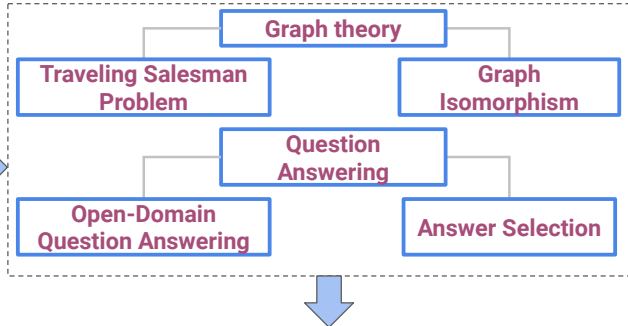 Graph theory
Traveling Salesman
Problem
Graph
Isomorphism
Question
Answering
Open-Domain
Question Answering
Answer Selection